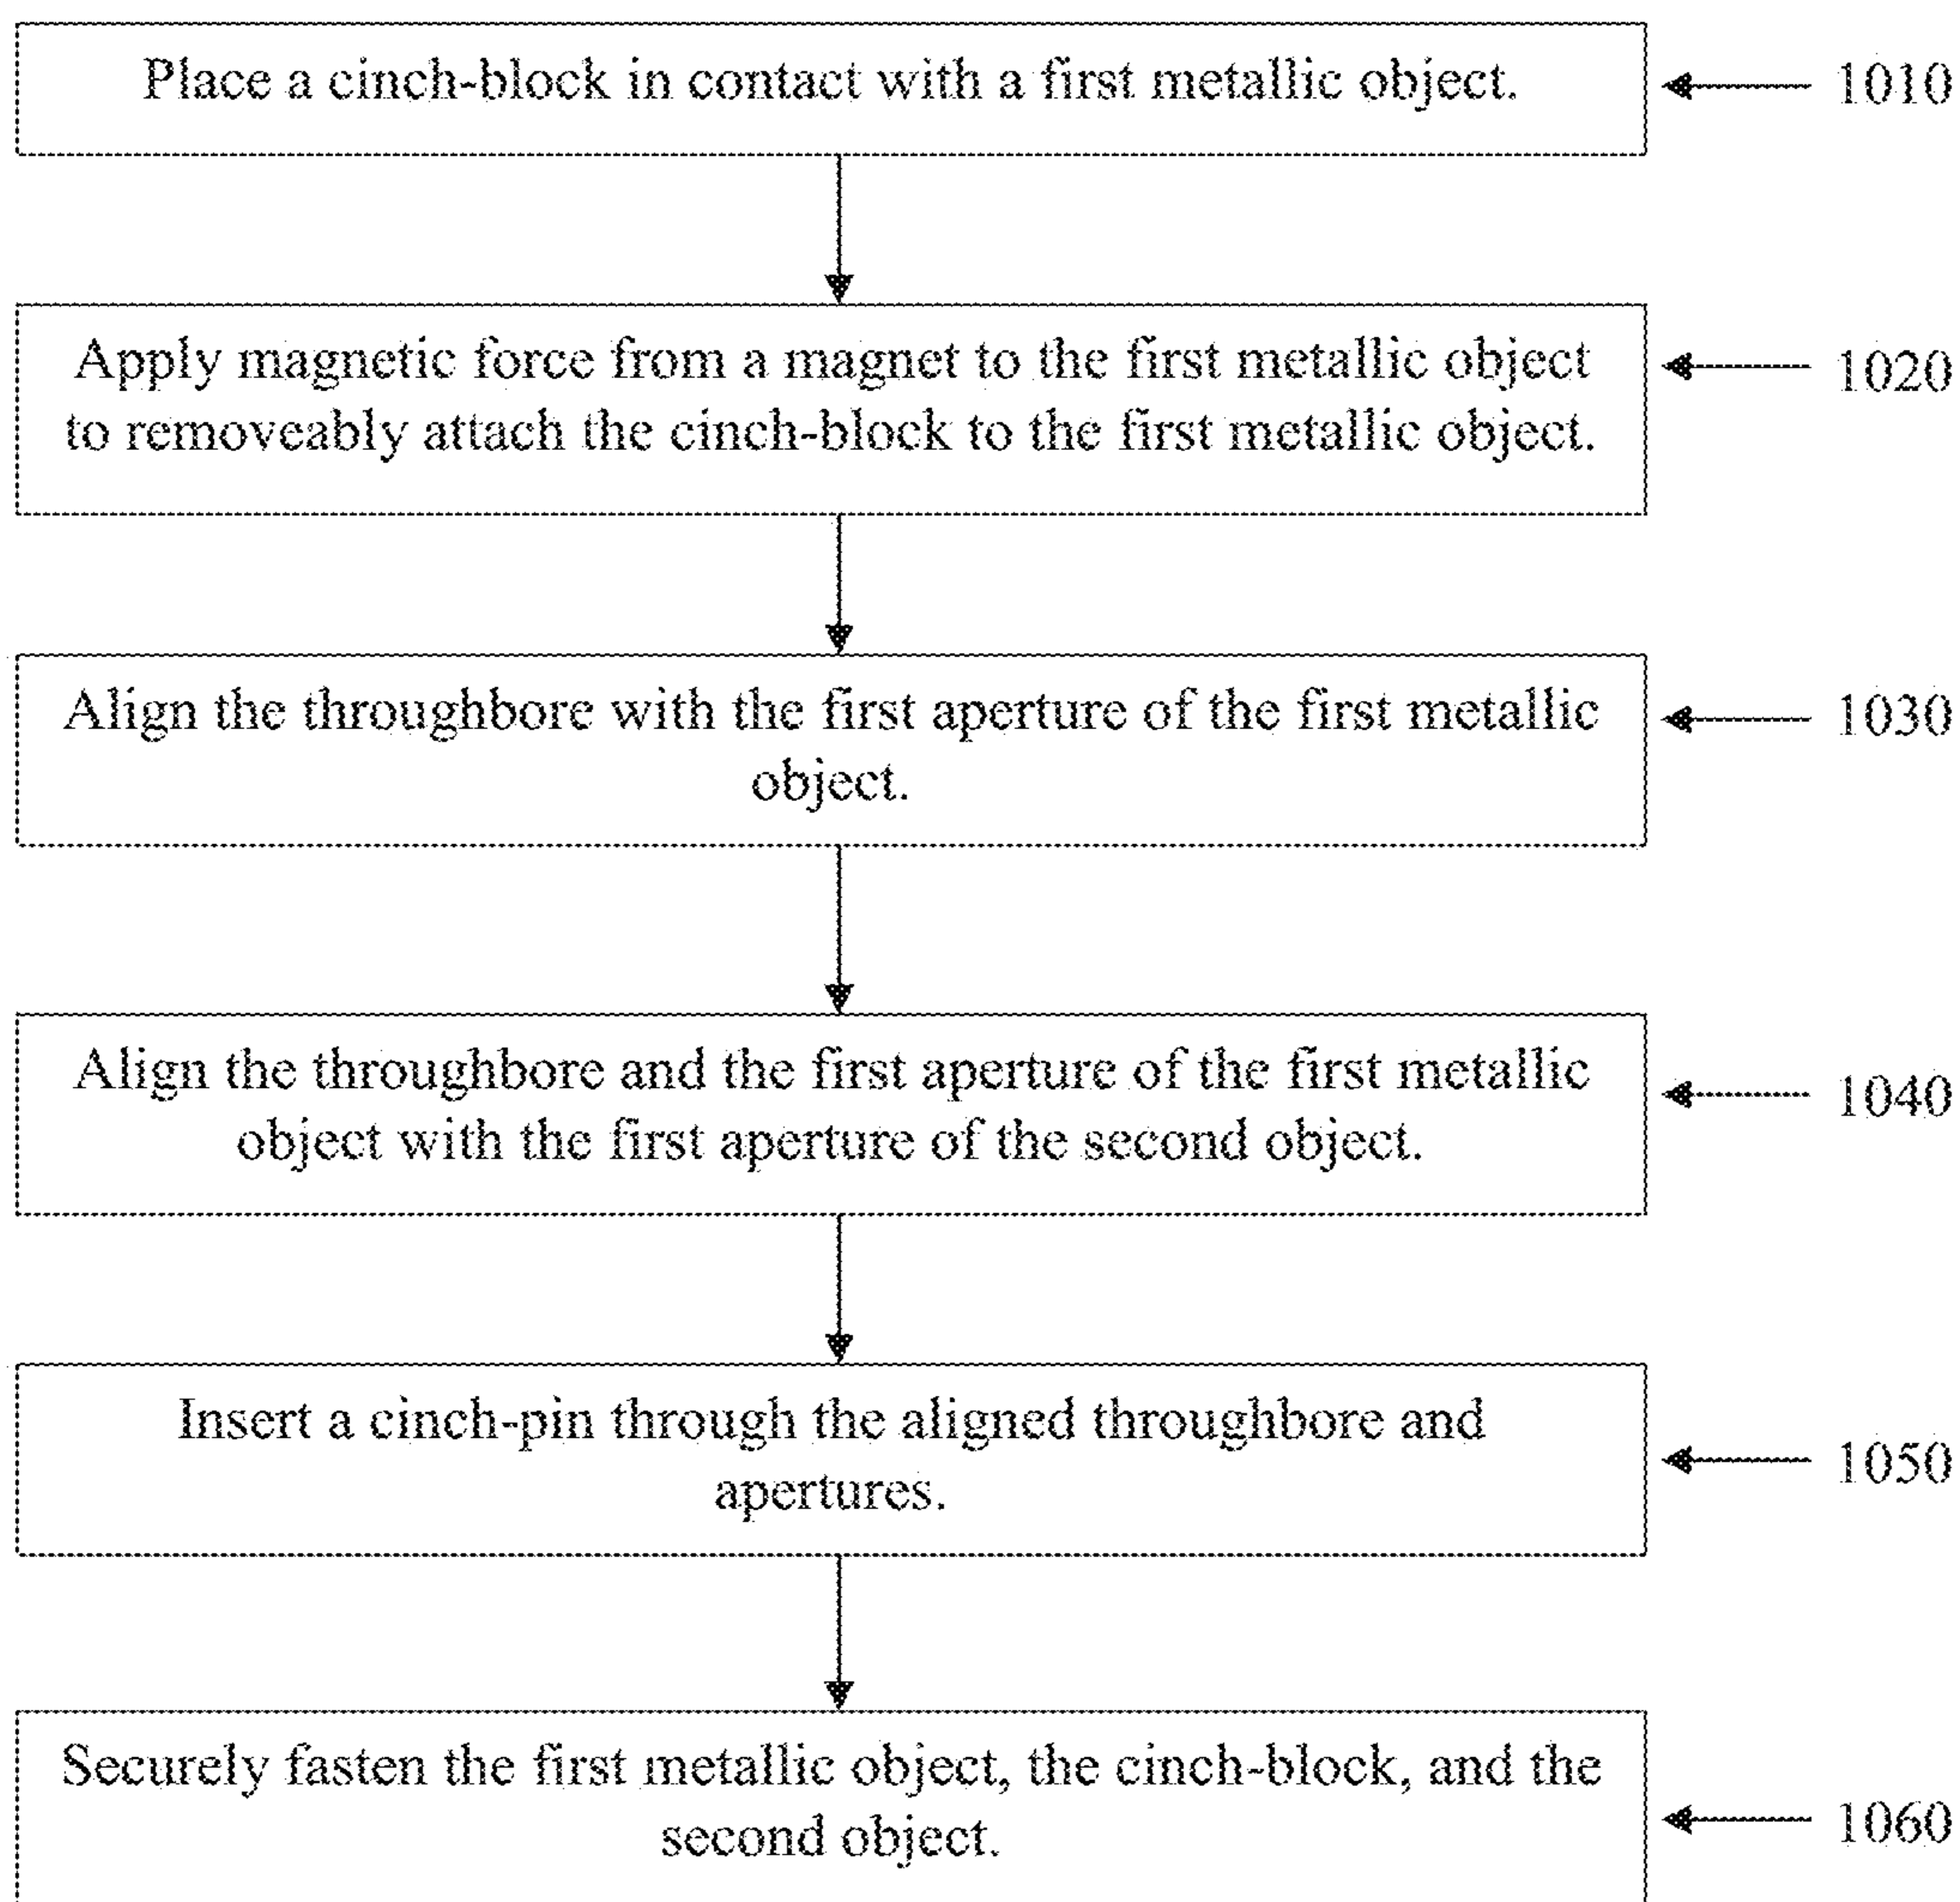 Place a cinch-block in contact with a first metallic object.
1010
Apply magnetic force from a magnet to the first metallic object
to removeably attach the cinch-block to the first metallic object.
1020
Align the throughbore with the first aperture of the first metallic
object.
1030
Align the throughbore and the first aperture of the first metallic
object with the first aperture of the second object.
1040
Insert a cinch-pin through the aligned throughbore and
apertures.
1050
Securely fasten the first metallic object, the cinch-block, and the
second object.
1060